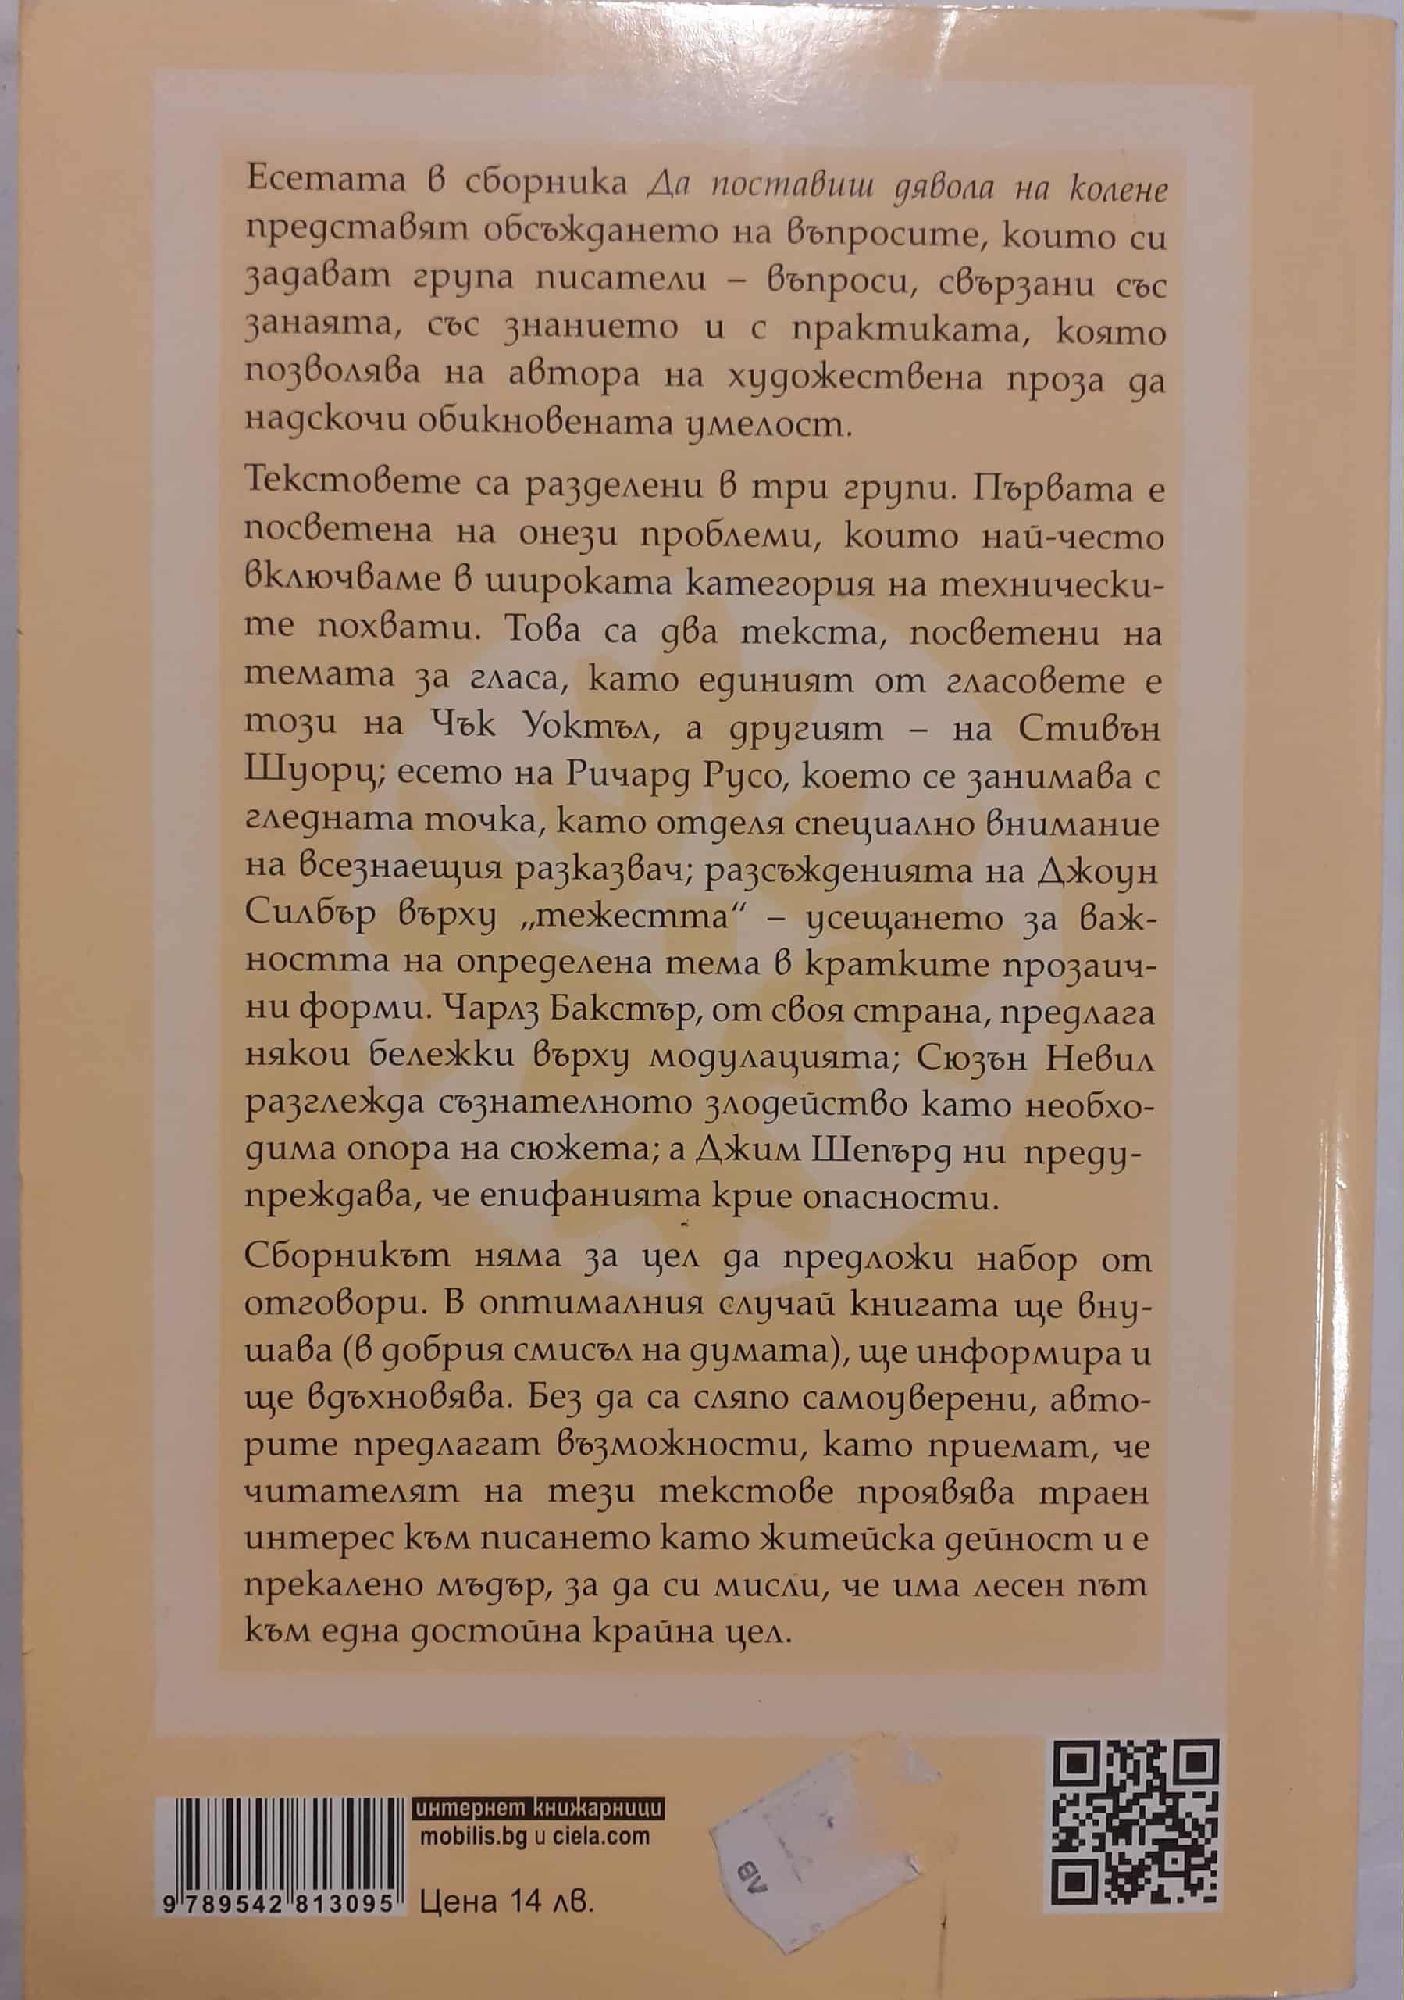 Есетата в сборника Да поставиш дявола на колене
представят обсъждането на въпросите, които си
задават група писатели – въпроси, свързани със
занаята, със знанието и с практиката, която
позволява на автора на художествена проза да
надскочи обикновената умелост.
Текстовете са разделени в три групи. Първата е
посветена на онези проблеми, които най-често
включваме в широката категория на технически-
те похвати. Това са два текста, посветени на
темата за гласа, като единият от гласовете е
този на Чък Уоктъл, а другият – на Стивън
Шуорц; есето на Ричард Русо, което се занимава с
гледната точка, като отделя специално внимание
на всезнаещия разказвач; разсъжденията на Джоун
Силбър върху „тежестта“ – усещането за важ-
ността на определена тема в кратките прозаич-
ни форми. Чарлз Бакстър, от своя страна, предлага
някои бележки върху модулацията; Сюзън Невил
разглежда съзнателното злодейство като необхо-
дима опора на сюжета; а Джим Шепърд ни преду-
преждава, че епифанията крие опасности.
Сборникът няма за цел да предложи набор от
отговори. В оптималния случай книгата ще вну-
шава (в добрия смисъл на думата), ще информира и
ще вдъхновява. Без да са сляпо самоуверени, авто-
рите предлагат възможности, като приемат, че
читателят на тези текстове проявява траен
интерес към писането като житейска дейност и е
прекалено мъдър, за да си мисли, че има лесен път
към една достойна крайна цел.
интернет книжарници
mobilis.bg и ciela.com
9 789542 813095
Цена 14 лв.